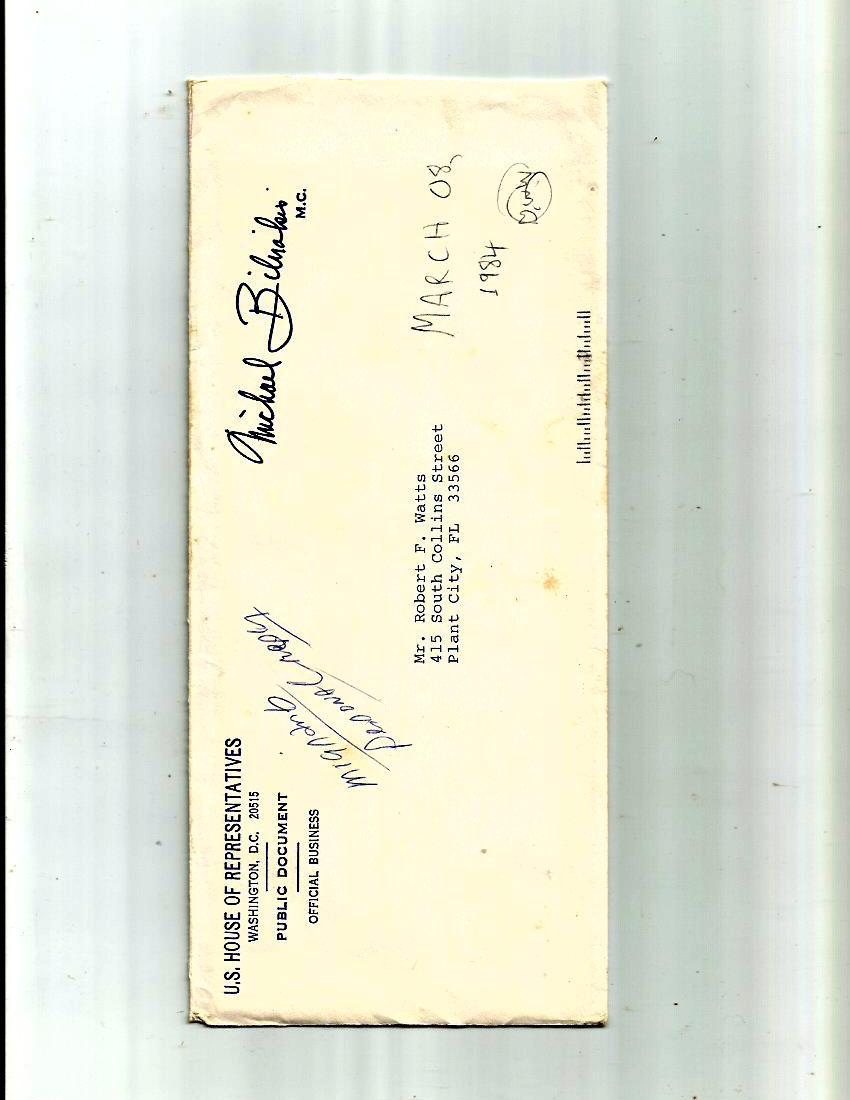 U.S. HOUSE OF REPRESENTATIVES
WASHINGTON, D.C. 20515
PUBLIC DOCUMENT
OFFICIAL BUSINESS
Michael Bilirakis
M.C.
Personal
Mr. Robert F. Watts
415 South Collins Street
Plant City, FL 33566
MARCH 08,
1984